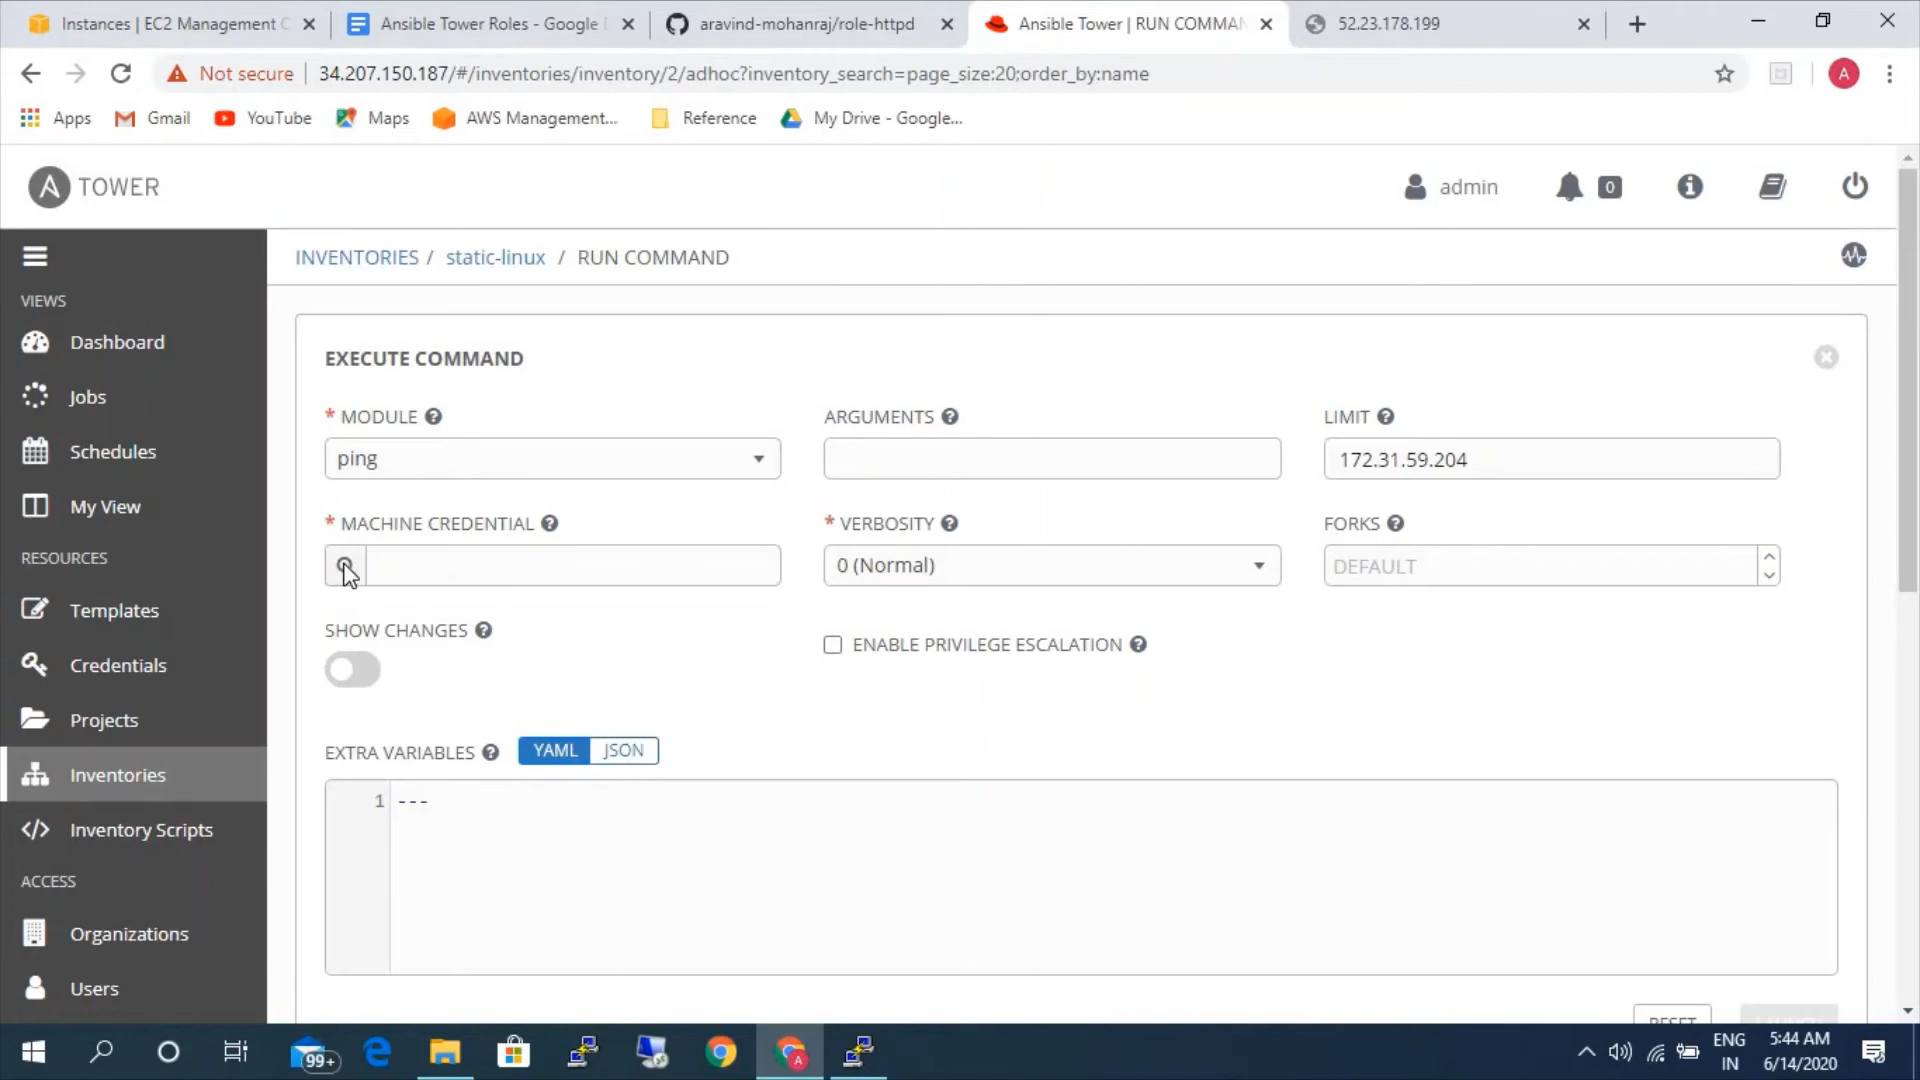 Instances | EC2 Management C
Ansible Tower Roles - Google
aravind-mohanraj/role-httpd
Ansible Tower | RUN COMMAN
52.23.178.199
Not secure
34.207.150.187/#/inventories/inventory/2/adhoc?inventory_search=page_size:20;order_by:name
A
Apps
Gmail
YouTube
Maps
AWS Management...
Reference
My Drive - Google...
A TOWER
admin
0
INVENTORIES / static-linux / RUN COMMAND
VIEWS
Dashboard
Jobs
Schedules
My View
RESOURCES
Templates
Credentials
Projects
Inventories
Inventory Scripts
ACCESS
Organizations
Users
EXECUTE COMMAND
* MODULE
ping
ARGUMENTS
LIMIT
172.31.59.204
* MACHINE CREDENTIAL
* VERBOSITY
0 (Normal)
FORKS
DEFAULT
SHOW CHANGES
ENABLE PRIVILEGE ESCALATION
EXTRA VARIABLES
YAML
JSON
1 ---
RESET
LAUNCH
99+
A
ENG
IN
5:44 AM
6/14/2020